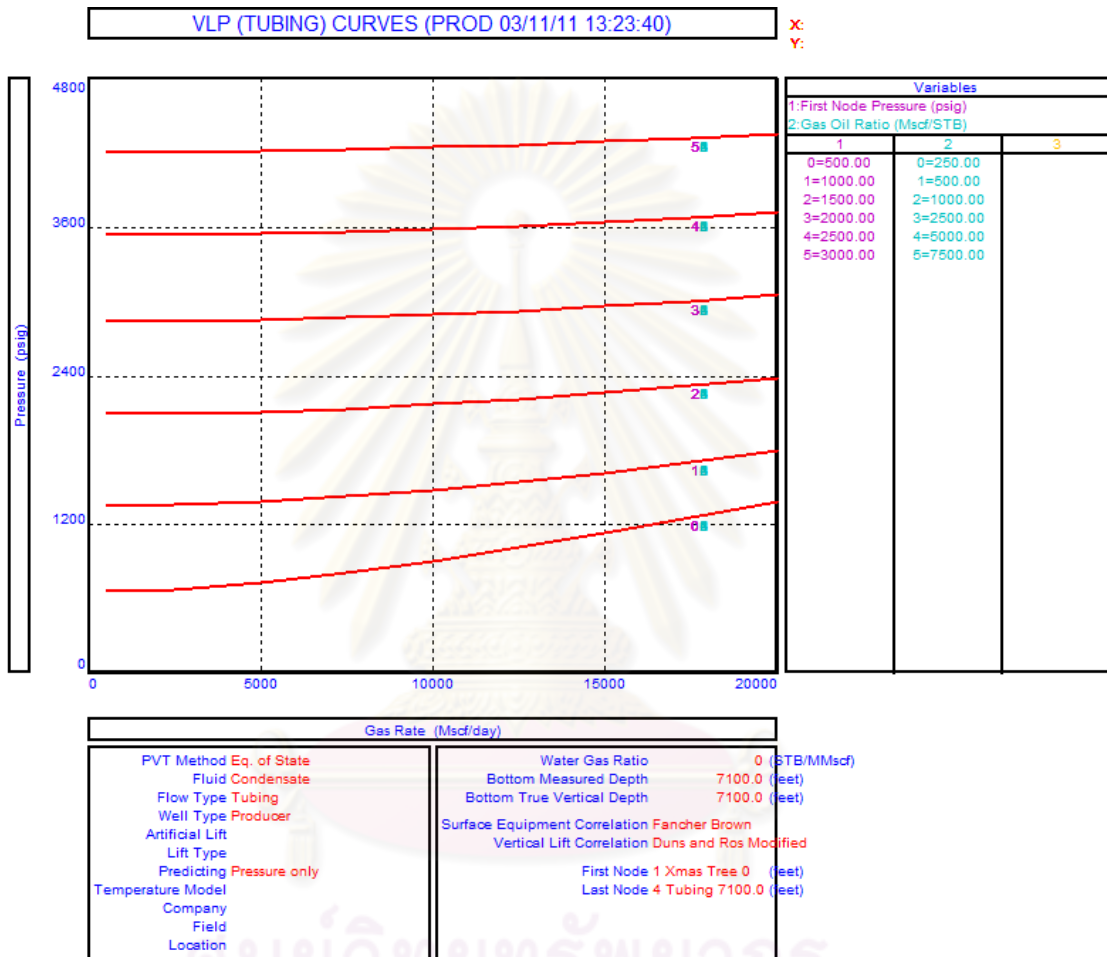 VLP (TUBING) CURVES (PROD 03/11/11 13:23:40)
X:
Y:
Pressure (psig)
4800
3600
2400
1200
0
0 5000 10000 15000 20000
5
4
3
2
1
0
Gas Rate (Mscf/day)
Variables
1:First Node Pressure (psig)
2:Gas Oil Ratio (Mscf/STB)
1 2 3
0=500.00 0=250.00
1=1000.00 1=500.00
2=1500.00 2=1000.00
3=2000.00 3=2500.00
4=2500.00 4=5000.00
5=3000.00 5=7500.00
PVT Method Eq. of State
Fluid Condensate
Flow Type Tubing
Well Type Producer
Artificial Lift
Lift Type
Predicting Pressure only
Temperature Model
Company
Field
Location
Water Gas Ratio 0 (STB/MMscf)
Bottom Measured Depth 7100.0 (feet)
Bottom True Vertical Depth 7100.0 (feet)
Surface Equipment Correlation Fancher Brown
Vertical Lift Correlation Duns and Ros Modified
First Node 1 Xmas Tree 0 (feet)
Last Node 4 Tubing 7100.0 (feet)